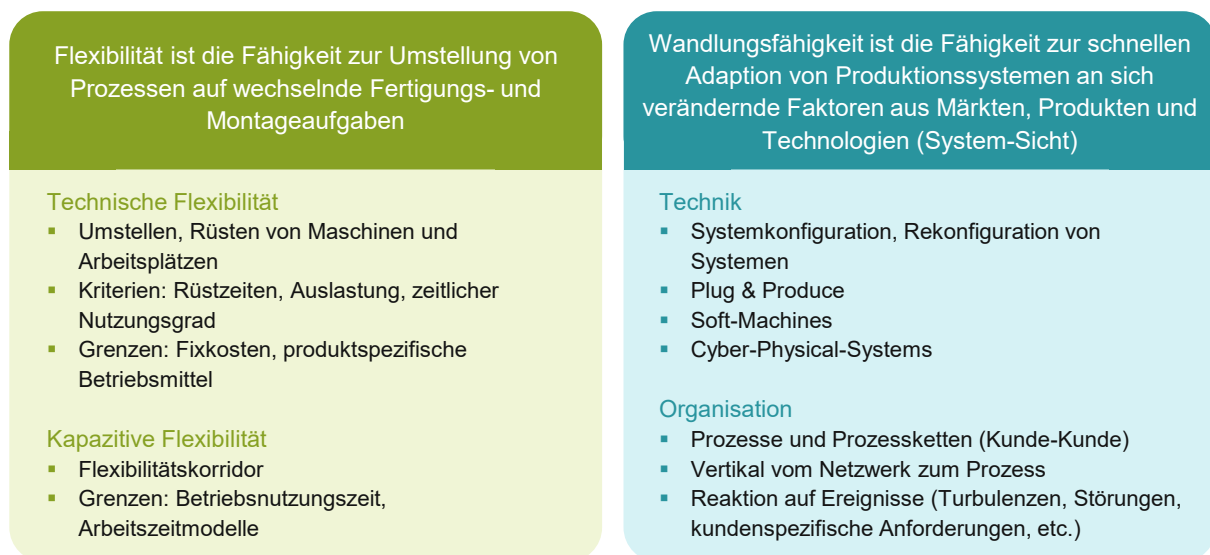 Flexibilität ist die Fähigkeit zur Umstellung von
Prozessen auf wechselnde Fertigungs- und
Montageaufgaben
Technische Flexibilität
▪ Umstellen, Rüsten von Maschinen und
Arbeitsplätzen
▪ Kriterien: Rüstzeiten, Auslastung, zeitlicher
Nutzungsgrad
▪ Grenzen: Fixkosten, produktspezifische
Betriebsmittel
Kapazitive Flexibilität
▪ Flexibilitätskorridor
▪ Grenzen: Betriebsnutzungszeit,
Arbeitszeitmodelle
Wandlungsfähigkeit ist die Fähigkeit zur schnellen
Adaption von Produktionssystemen an sich
verändernde Faktoren aus Märkten, Produkten und
Technologien (System-Sicht)
Technik
▪ Systemkonfiguration, Rekonfiguration von
Systemen
▪ Plug & Produce
▪ Soft-Machines
▪ Cyber-Physical-Systems
Organisation
▪ Prozesse und Prozessketten (Kunde-Kunde)
▪ Vertikal vom Netzwerk zum Prozess
▪ Reaktion auf Ereignisse (Turbulenzen, Störungen,
kundenspezifische Anforderungen, etc.)